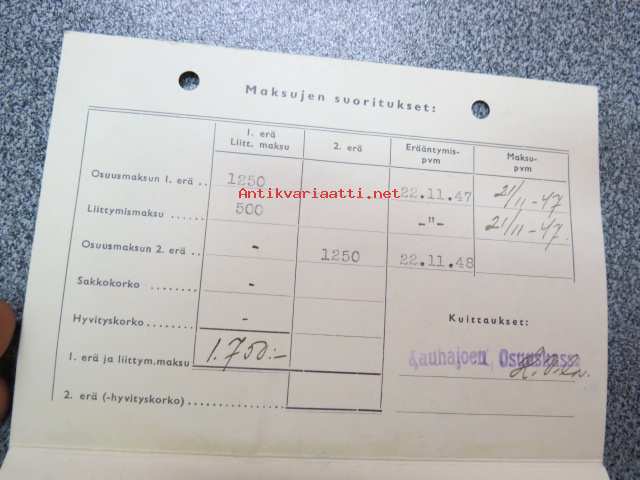 Maksujen suoritukset:
1. erä Liitt. maksu 2. erä Erääntymis-pvm Maksu-pvm
Osuusmaksun 1. erä .. 1250 22.11.47 21/11-47
Antikvariaatti.net
Liittymismaksu ...... 500 -"- 21/11-47.
Osuusmaksun 2. erä .. - 1250 22.11.48
Sakkokorko ......... -
Hyvityskorko ........ -
Kuittaukset:
1. erä ja liittym.maksu 1.750:-
Kauhajoen Osuuskassa
2. erä (-hyvityskorko) ................